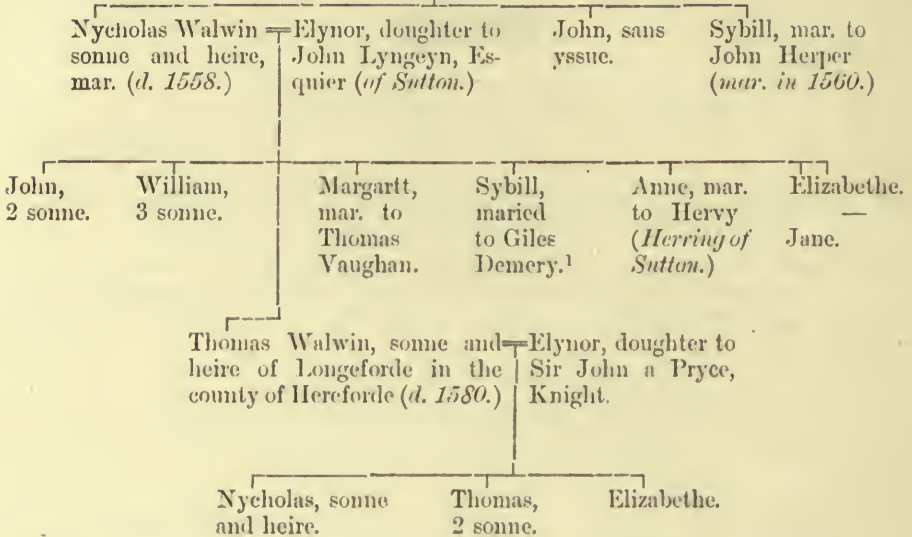 Nycholas Walwin
sonne and heire,
mar. (d. 1558.)
Elynor, doughter to
John Lyngeyn, Es-
quier (of Sutton.)
John, sans
yssue.
Sybill, mar. to
John Herper
(mar. in 1560.)
John,
2 sonne.
William,
3 sonne.
Margartt,
mar. to
Thomas
Vaughan.
Sybill,
maried
to Giles
Demery.¹
Anne, mar.
to Hervy
(Herring of
Sutton.)
Elizabethe.
—
Jane.
Thomas Walwin, sonne and
heire of Longeforde in the
county of Hereforde (d. 1580.)
Elynor, doughter to
Sir John a Pryce,
Knight.
Nycholas, sonne
and heire.
Thomas,
2 sonne.
Elizabethe.